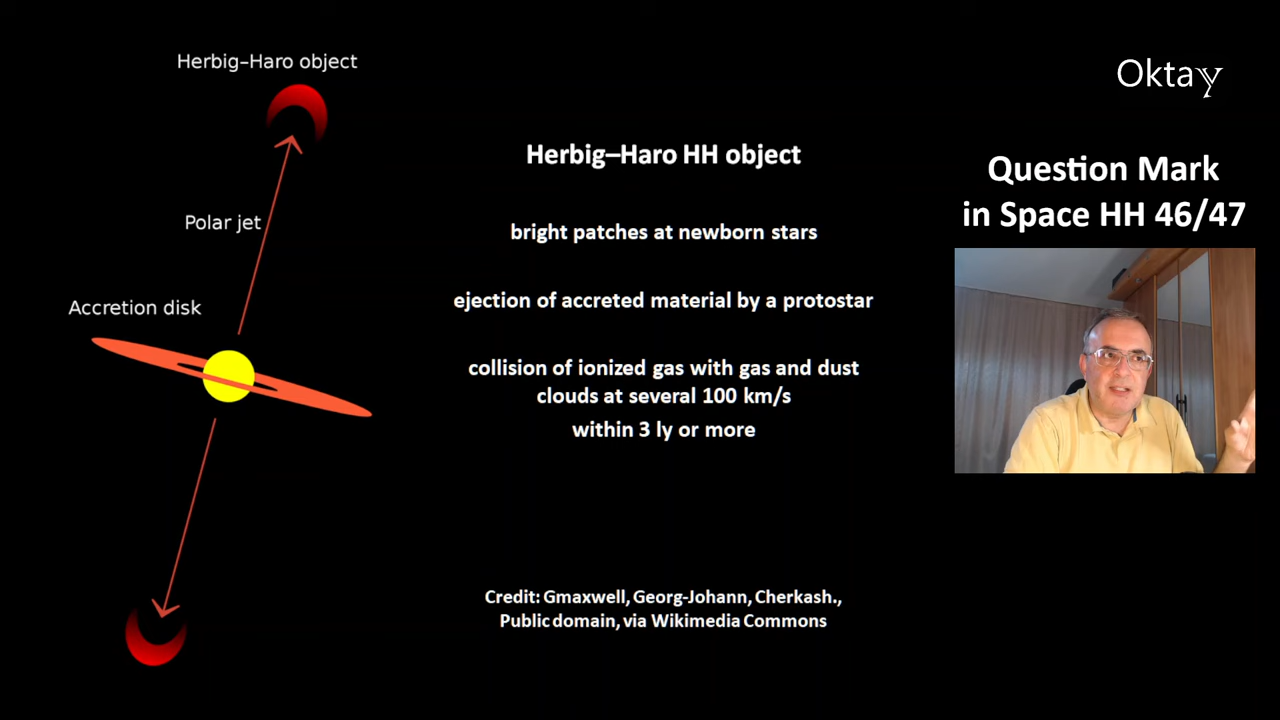 Herbig–Haro object
Polar jet
Accretion disk
Herbig–Haro HH object
bright patches at newborn stars
ejection of accreted material by a protostar
collision of ionized gas with gas and dust
clouds at several 100 km/s
within 3 ly or more
Credit: Gmaxwell, Georg-Johann, Cherkash.,
Public domain, via Wikimedia Commons
Oktay
Question Mark
in Space HH 46/47